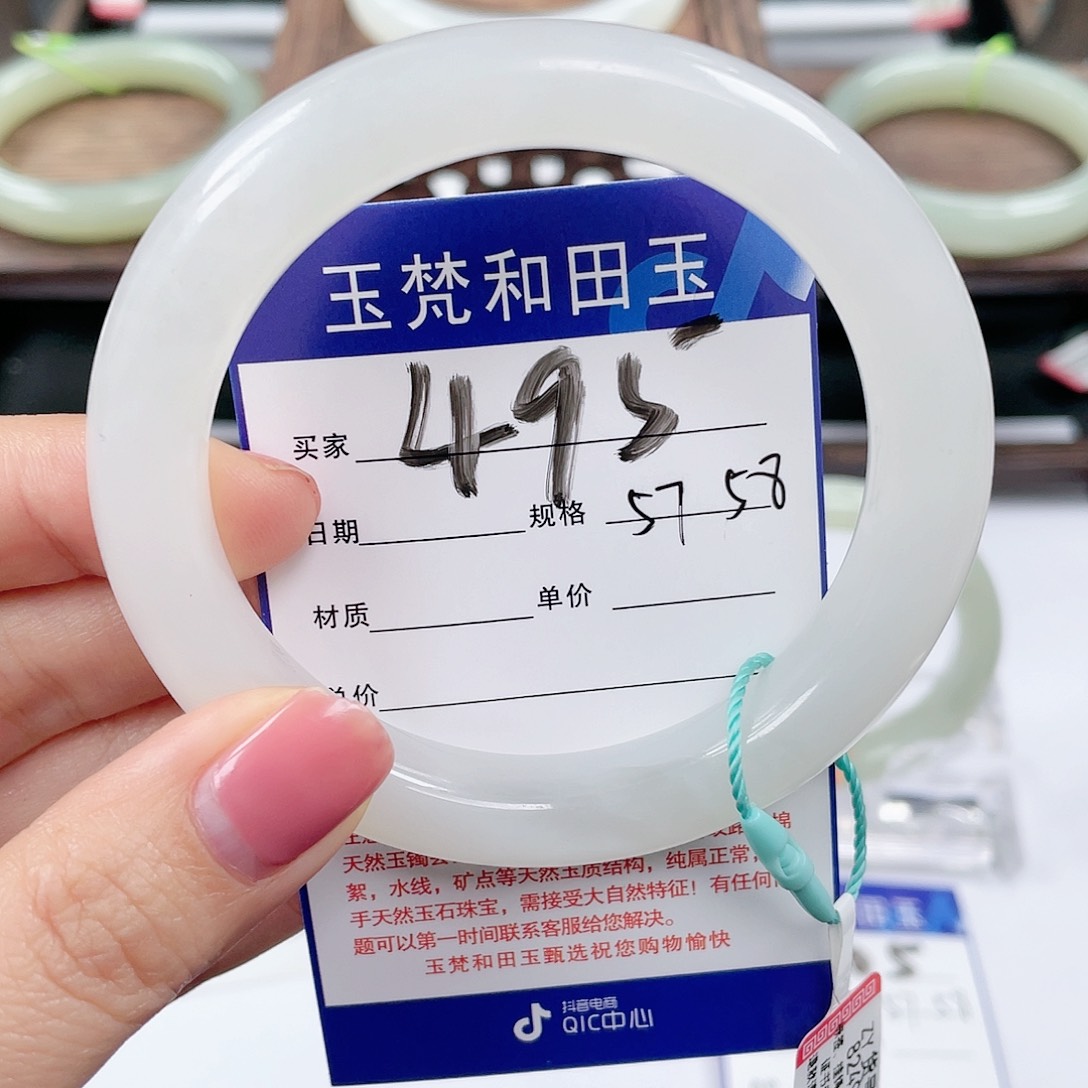 玉梵和田玉
买家 495
日期 规格 57 58
材质 单价
单价
天然玉镯
絮，水线，矿点等天然玉质结构，纯属正常，
手天然玉石珠宝，需接受大自然特征！有任何
题可以第一时间联系客服给您解决。
玉梵和田玉甄选祝您购物愉快
抖音电商
QIC中心